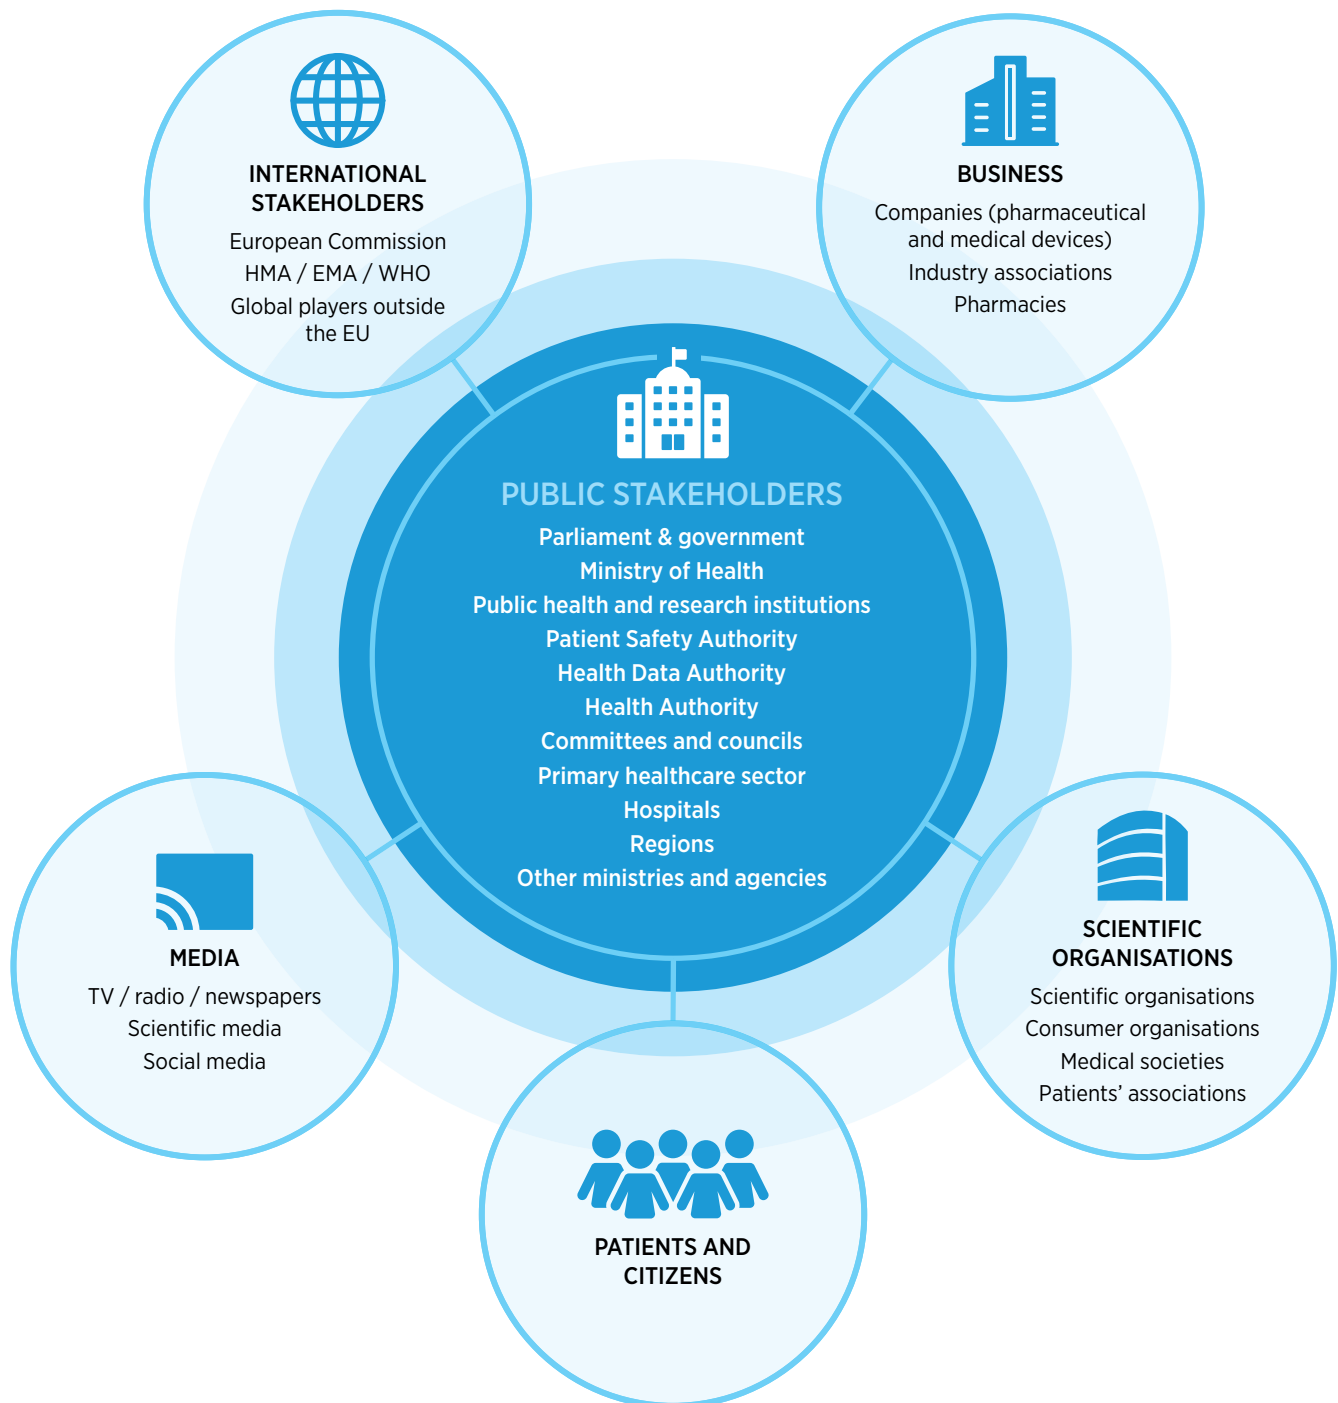 INTERNATIONAL
STAKEHOLDERS
European Commission
HMA / EMA / WHO
Global players outside
the EU
BUSINESS
Companies (pharmaceutical
and medical devices)
Industry associations
Pharmacies
PUBLIC STAKEHOLDERS
Parliament & government
Ministry of Health
Public health and research institutions
Patient Safety Authority
Health Data Authority
Health Authority
Committees and councils
Primary healthcare sector
Hospitals
Regions
Other ministries and agencies
MEDIA
TV / radio / newspapers
Scientific media
Social media
SCIENTIFIC
ORGANISATIONS
Scientific organisations
Consumer organisations
Medical societies
Patients’ associations
PATIENTS AND
CITIZENS